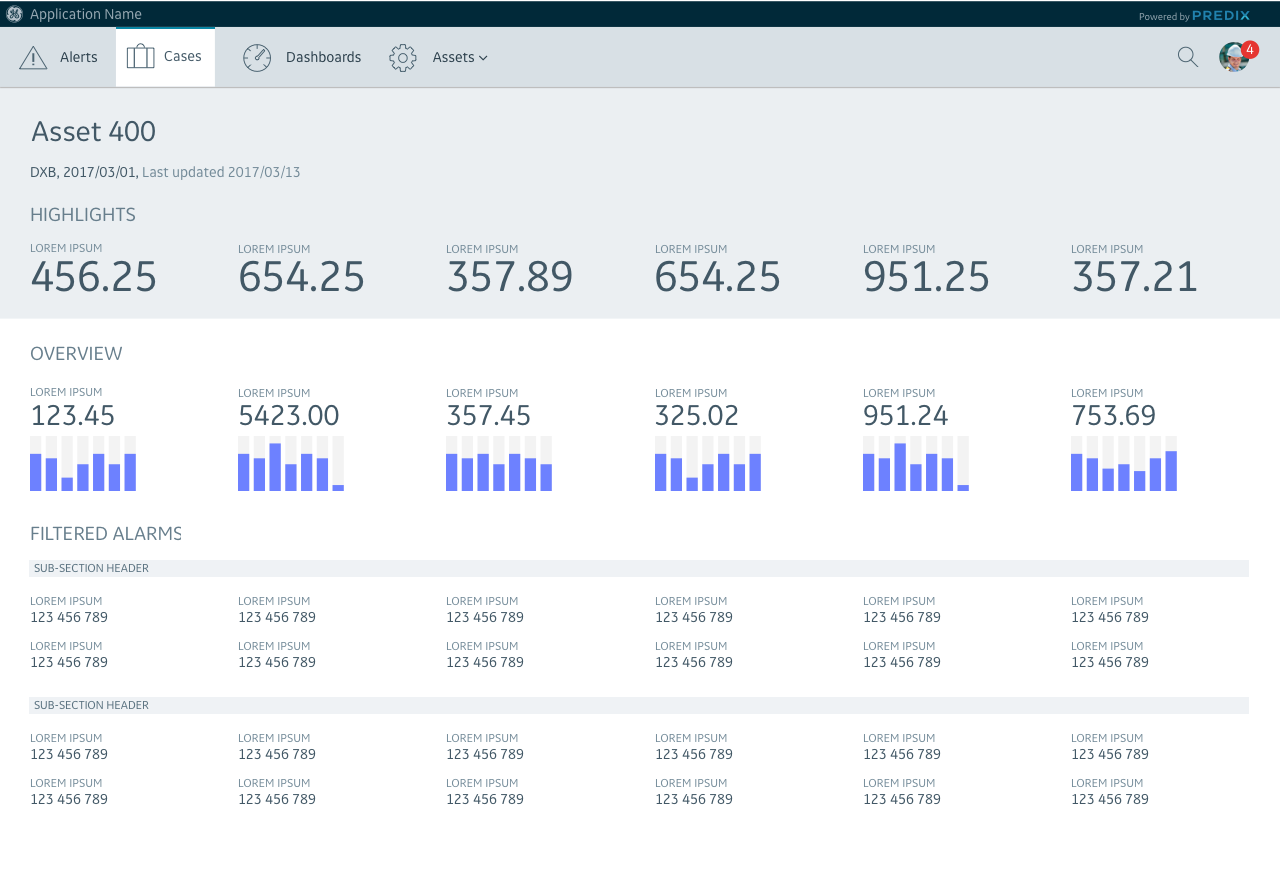 Application Name
Powered by PREDIX
Alerts
Cases
Dashboards
Assets
4
Asset 400
DXB, 2017/03/01, Last updated 2017/03/13
HIGHLIGHTS
LOREM IPSUM LOREM IPSUM LOREM IPSUM LOREM IPSUM LOREM IPSUM LOREM IPSUM
456.25 654.25 357.89 654.25 951.25 357.21
OVERVIEW
LOREM IPSUM LOREM IPSUM LOREM IPSUM LOREM IPSUM LOREM IPSUM LOREM IPSUM
123.45 5423.00 357.45 325.02 951.24 753.69
FILTERED ALARMS
SUB-SECTION HEADER
LOREM IPSUM LOREM IPSUM LOREM IPSUM LOREM IPSUM LOREM IPSUM LOREM IPSUM
123 456 789 123 456 789 123 456 789 123 456 789 123 456 789 123 456 789
LOREM IPSUM LOREM IPSUM LOREM IPSUM LOREM IPSUM LOREM IPSUM LOREM IPSUM
123 456 789 123 456 789 123 456 789 123 456 789 123 456 789 123 456 789
SUB-SECTION HEADER
LOREM IPSUM LOREM IPSUM LOREM IPSUM LOREM IPSUM LOREM IPSUM LOREM IPSUM
123 456 789 123 456 789 123 456 789 123 456 789 123 456 789 123 456 789
LOREM IPSUM LOREM IPSUM LOREM IPSUM LOREM IPSUM LOREM IPSUM LOREM IPSUM
123 456 789 123 456 789 123 456 789 123 456 789 123 456 789 123 456 789